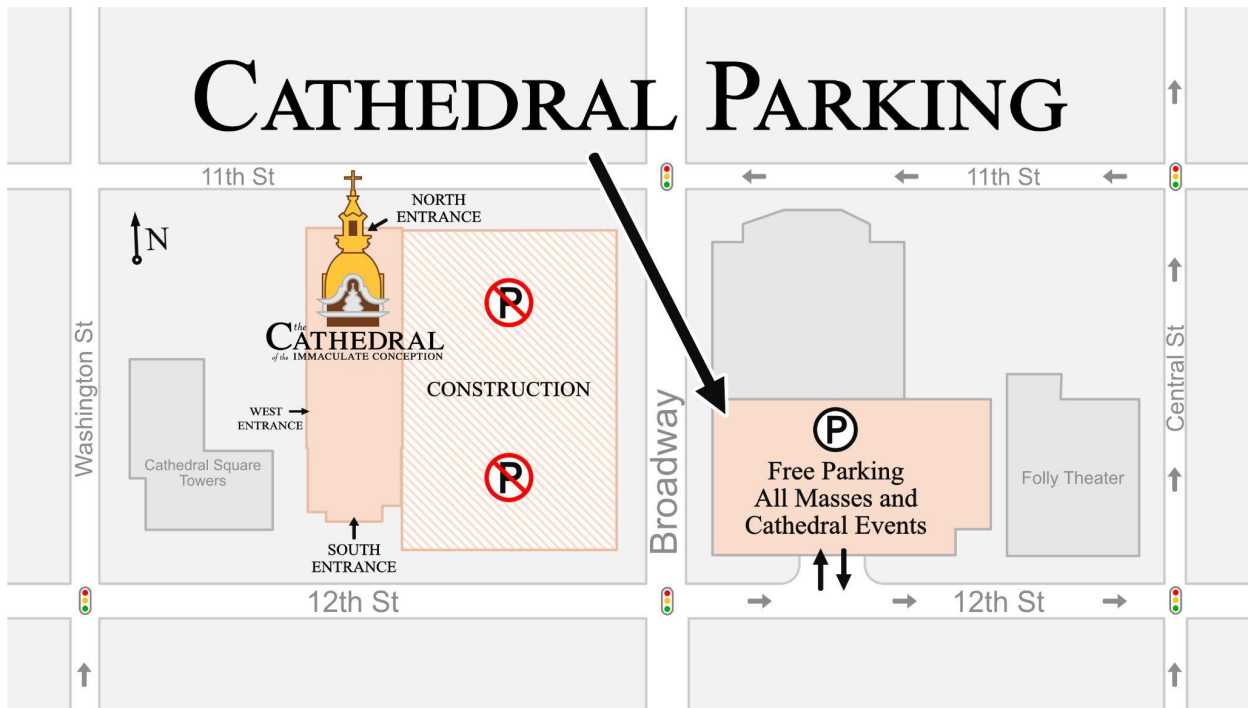 CATHEDRAL PARKING
11th St
11th St
N
NORTH
ENTRANCE
P
the
CATHEDRAL
of the IMMACULATE CONCEPTION
CONSTRUCTION
WEST
ENTRANCE
P
SOUTH
ENTRANCE
Cathedral Square
Towers
Washington St
Broadway
P
Free Parking
All Masses and
Cathedral Events
Folly Theater
Central St
12th St
12th St